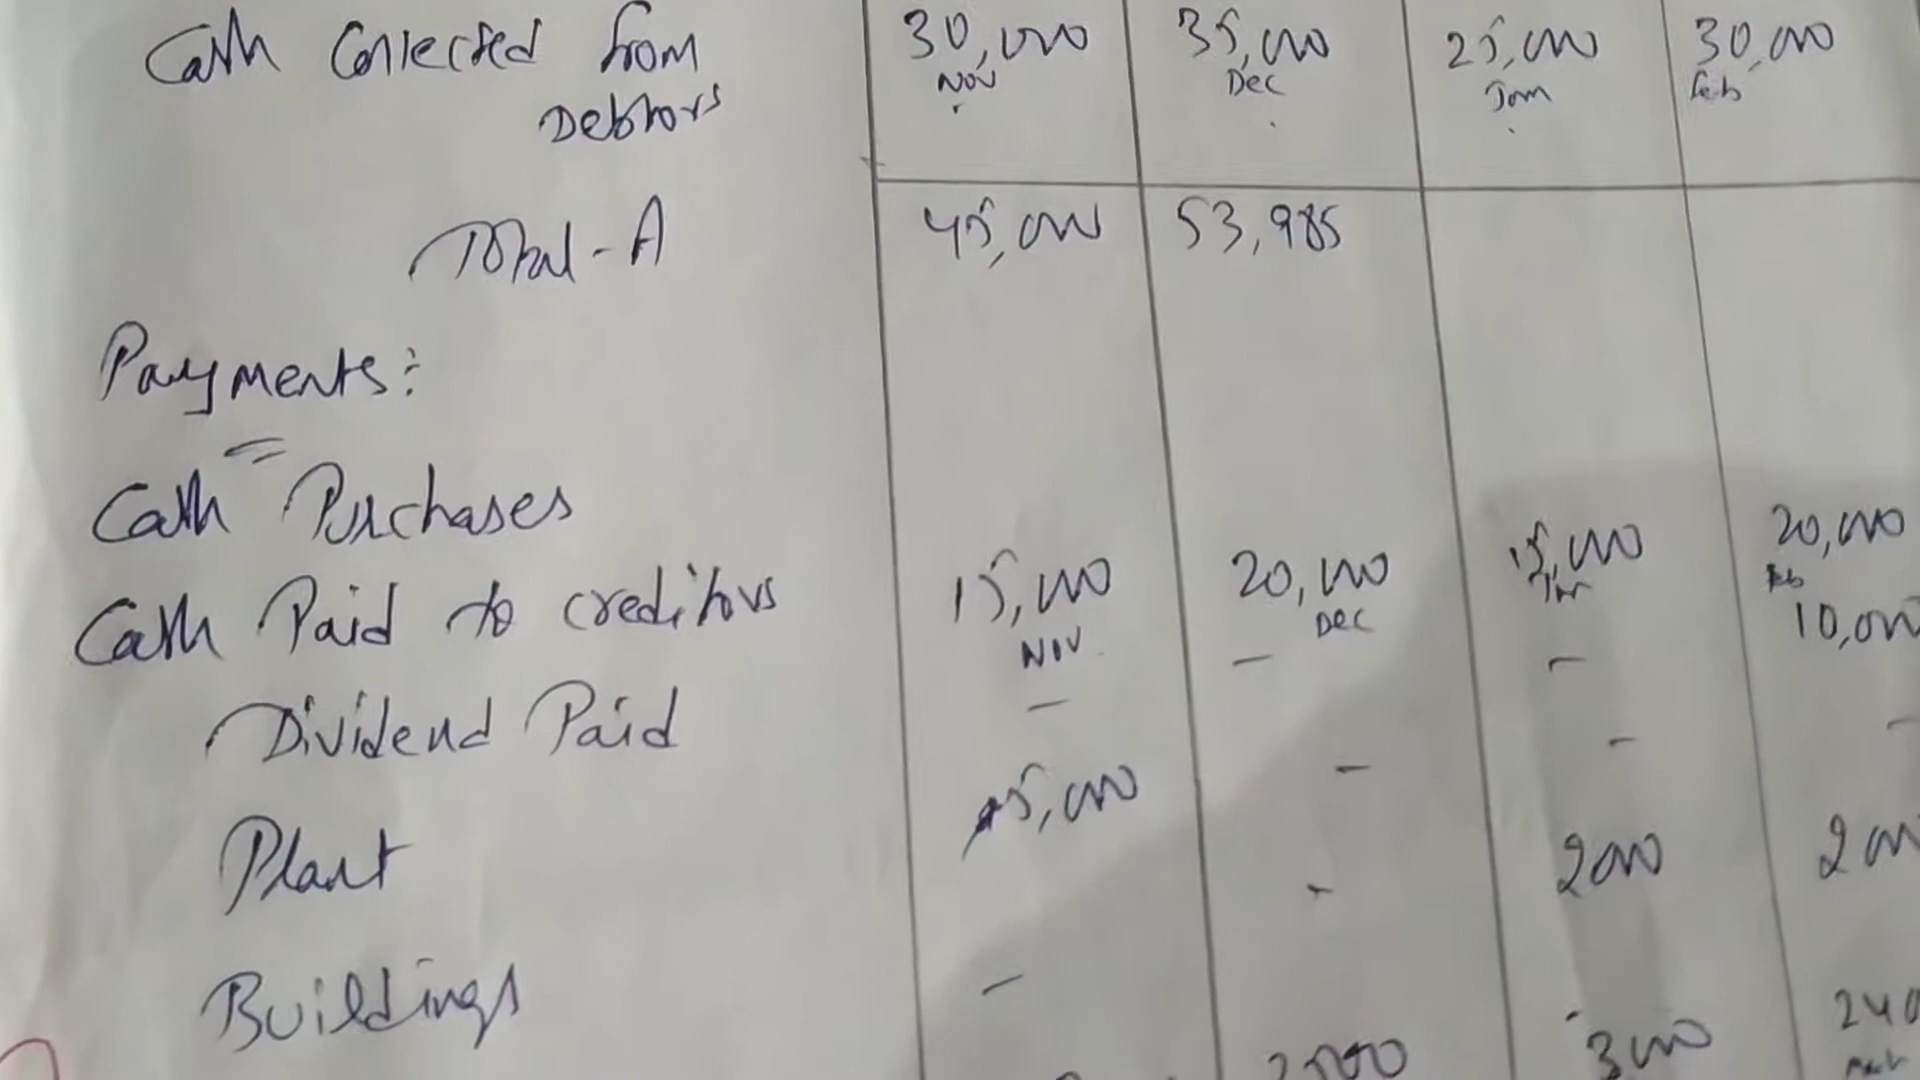 Cash Collected from Debtors 30,000 35,000 25,000 30,000
Nov Dec Jan Feb
Total - A 45,000 53,985
Payments:
Cash Purchases
Cash Paid to creditors 15,000 20,000 15,000 20,000
Nov Dec Jan Feb
Dividend Paid - - - 10,000
Plant 5,000 - - -
Buildings - - 2000
3000